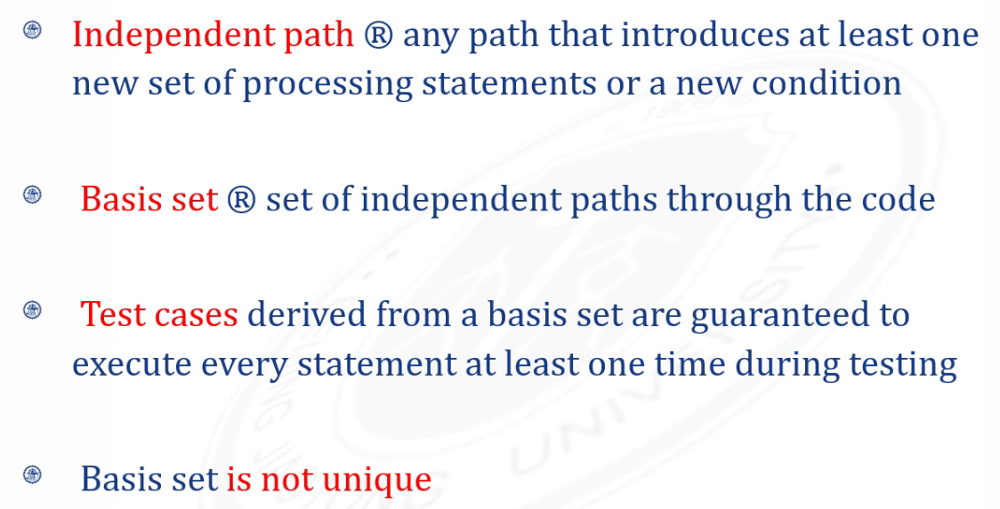 Independent path ® any path that introduces at least one
new set of processing statements or a new condition
Basis set ® set of independent paths through the code
Test cases derived from a basis set are guaranteed to
execute every statement at least one time during testing
Basis set is not unique
UNIVERSITY